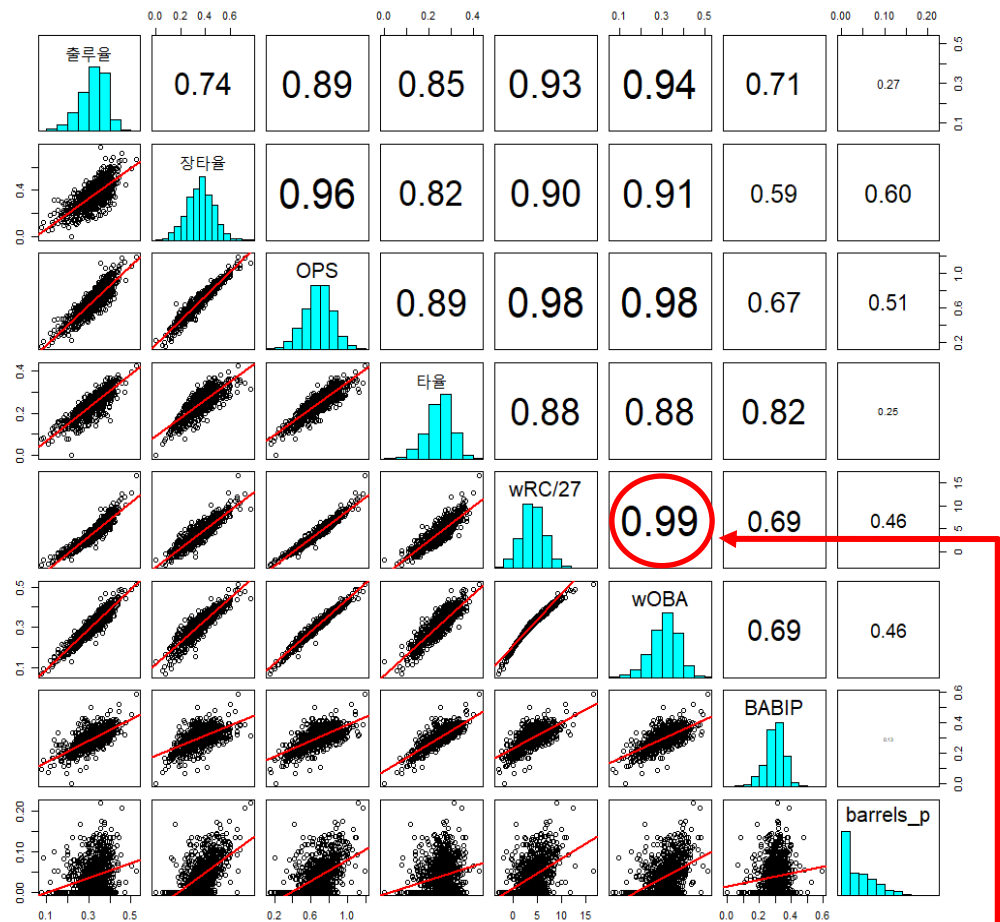 0.0 0.2 0.4 0.6 0.0 0.2 0.4 0.1 0.3 0.5 0.00 0.10 0.20
출루율 0.74 0.89 0.85 0.93 0.94 0.71 0.27 0.1 0.3 0.5
0.0 0.4 장타율 0.96 0.82 0.90 0.91 0.59 0.60
OPS 0.89 0.98 0.98 0.67 0.51 0.2 0.6 1.0
0.0 0.2 0.4 타율 0.88 0.88 0.82 0.25
wRC/27 0.99 0.69 0.46 0 5 10 15
0.1 0.3 0.5 wOBA 0.69 0.46
BABIP 0.13 0.0 0.2 0.4 0.6
0.00 0.10 0.20 barrels_p
0.1 0.3 0.5 0.2 0.6 1.0 0 5 10 15 0.0 0.2 0.4 0.6